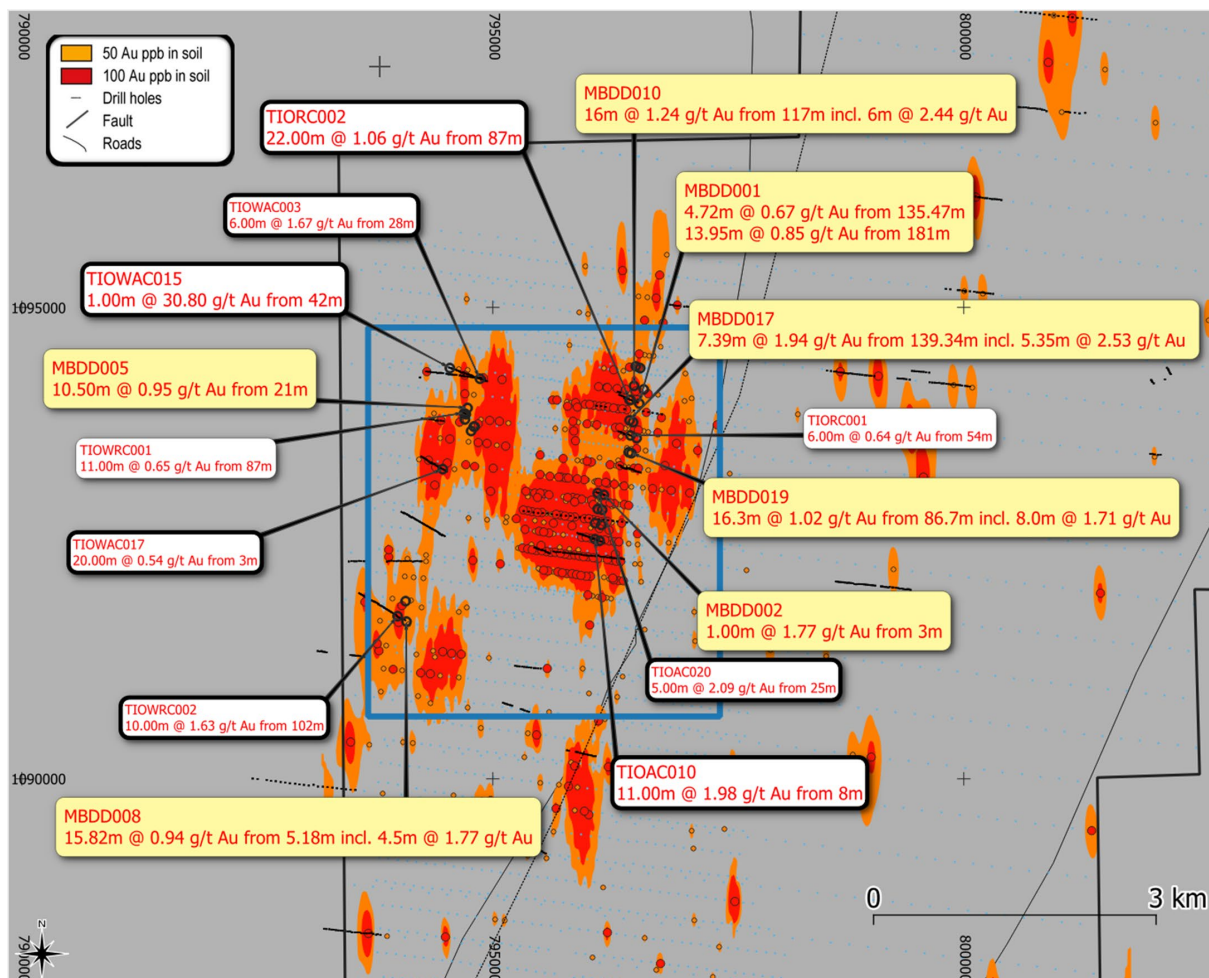 790000
795000
800000
50 Au ppb in soil
100 Au ppb in soil
Drill holes
Fault
Roads
MBDD010
16m @ 1.24 g/t Au from 117m incl. 6m @ 2.44 g/t Au
TIORC002
22.00m @ 1.06 g/t Au from 87m
MBDD001
4.72m @ 0.67 g/t Au from 135.47m
13.95m @ 0.85 g/t Au from 181m
TIOWAC003
6.00m @ 1.67 g/t Au from 28m
TIOWAC015
1.00m @ 30.80 g/t Au from 42m
1095000
MBDD017
7.39m @ 1.94 g/t Au from 139.34m incl. 5.35m @ 2.53 g/t Au
MBDD005
10.50m @ 0.95 g/t Au from 21m
TIORC001
6.00m @ 0.64 g/t Au from 54m
TIOWRC001
11.00m @ 0.65 g/t Au from 87m
MBDD019
16.3m @ 1.02 g/t Au from 86.7m incl. 8.0m @ 1.71 g/t Au
TIOWAC017
20.00m @ 0.54 g/t Au from 3m
MBDD002
1.00m @ 1.77 g/t Au from 3m
TIOAC020
5.00m @ 2.09 g/t Au from 25m
TIOWRC002
10.00m @ 1.63 g/t Au from 102m
TIOAC010
11.00m @ 1.98 g/t Au from 8m
1090000
MBDD008
15.82m @ 0.94 g/t Au from 5.18m incl. 4.5m @ 1.77 g/t Au
0
3 km
N
790000
795000
800000